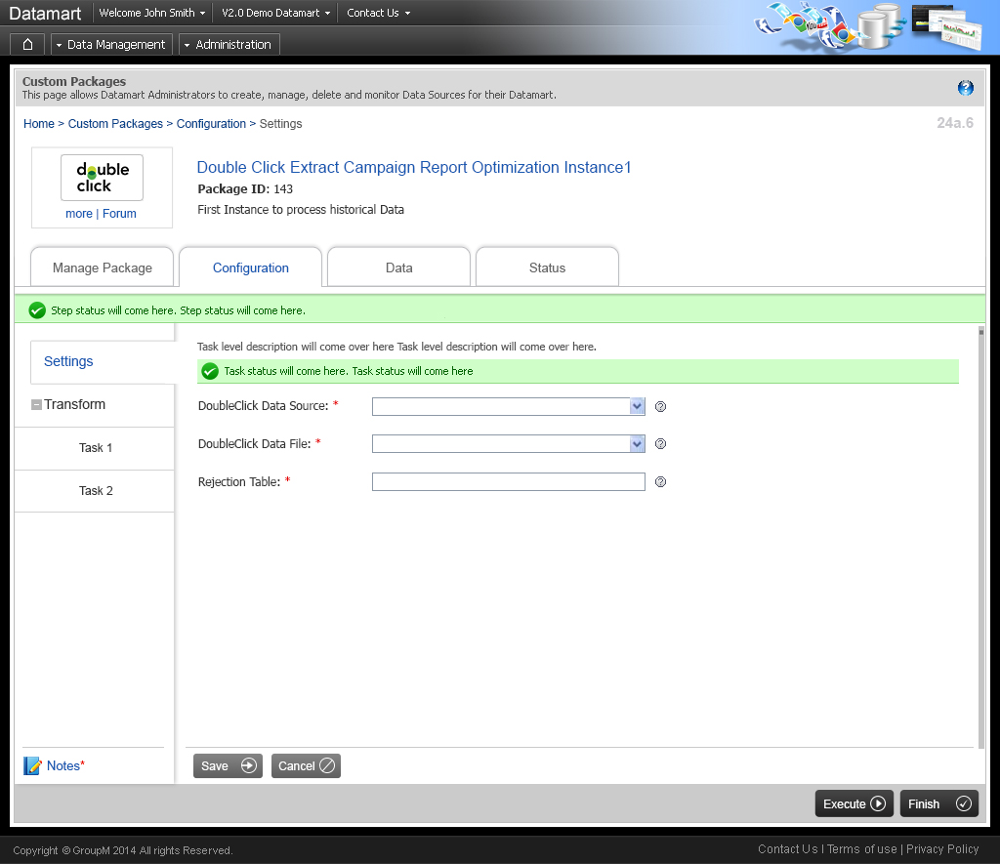 Datamart Welcome John Smith V2.0 Demo Datamart Contact Us
Data Management Administration
Custom Packages
This page allows Datamart Administrators to create, manage, delete and monitor Data Sources for their Datamart.
Home > Custom Packages > Configuration > Settings
24a.6
double
click
more | Forum
Double Click Extract Campaign Report Optimization Instance1
Package ID: 143
First Instance to process historical Data
Manage Package Configuration Data Status
Step status will come here. Step status will come here.
Settings
Transform
Task 1
Task 2
Task level description will come over here Task level description will come over here.
Task status will come here. Task status will come here
DoubleClick Data Source: *
DoubleClick Data File: *
Rejection Table: *
Notes*
Save Cancel
Execute Finish
Copyright © GroupM 2014 All rights Reserved.
Contact Us | Terms of use | Privacy Policy